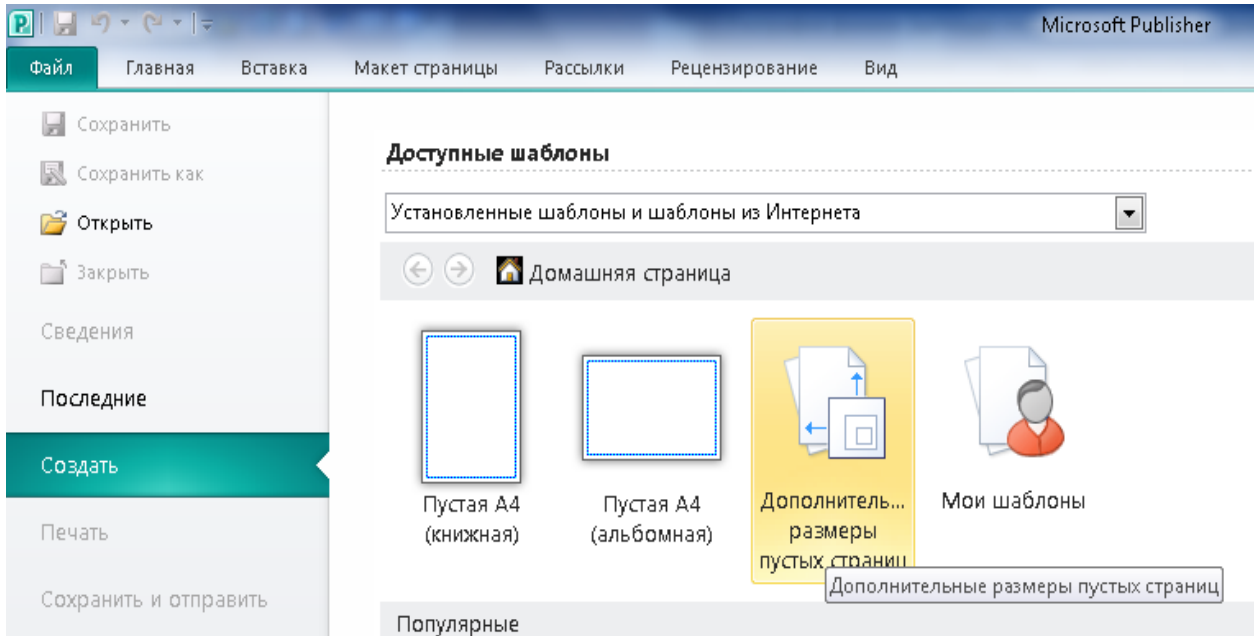 Microsoft Publisher
Файл Главная Вставка Макет страницы Рассылки Рецензирование Вид
Сохранить
Сохранить как
Открыть
Закрыть
Сведения
Последние
Создать
Печать
Сохранить и отправить
Доступные шаблоны
Установленные шаблоны и шаблоны из Интернета
Домашняя страница
Пустая А4
(книжная)
Пустая А4
(альбомная)
Дополнитель...
размеры
пустых страниц
Мои шаблоны
Дополнительные размеры пустых страниц
Популярные